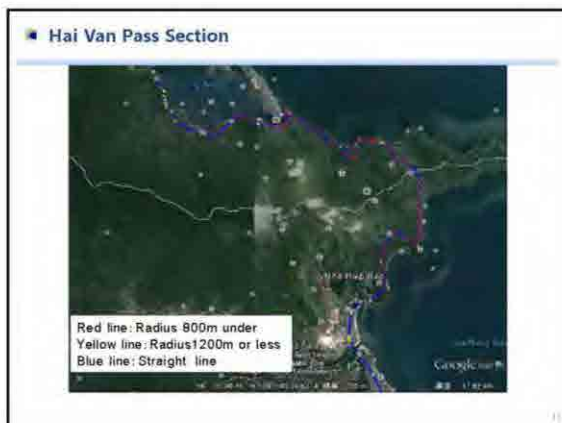 Hai Van Pass Section
Red line: Radius 800m under
Yellow line: Radius1200m or less
Blue line: Straight line
Google